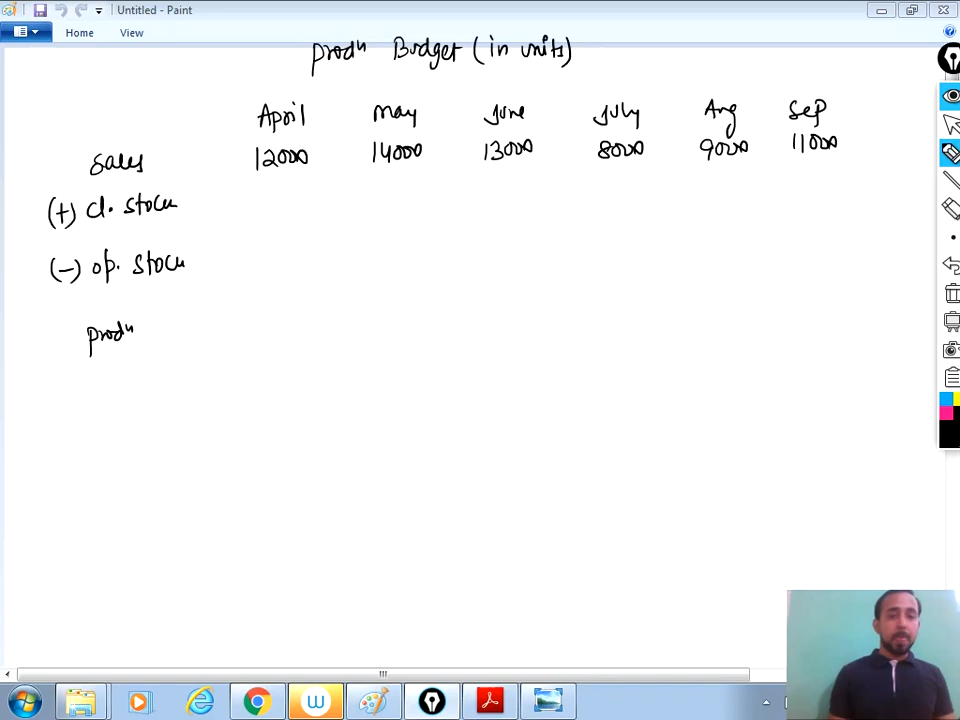 Untitled - Paint
Home View
prodn Budget (in units)
April May June July Aug Sep
Sales 12000 14000 13000 8000 9000 11000
(+) cl. stock
(-) op. stock
prodn